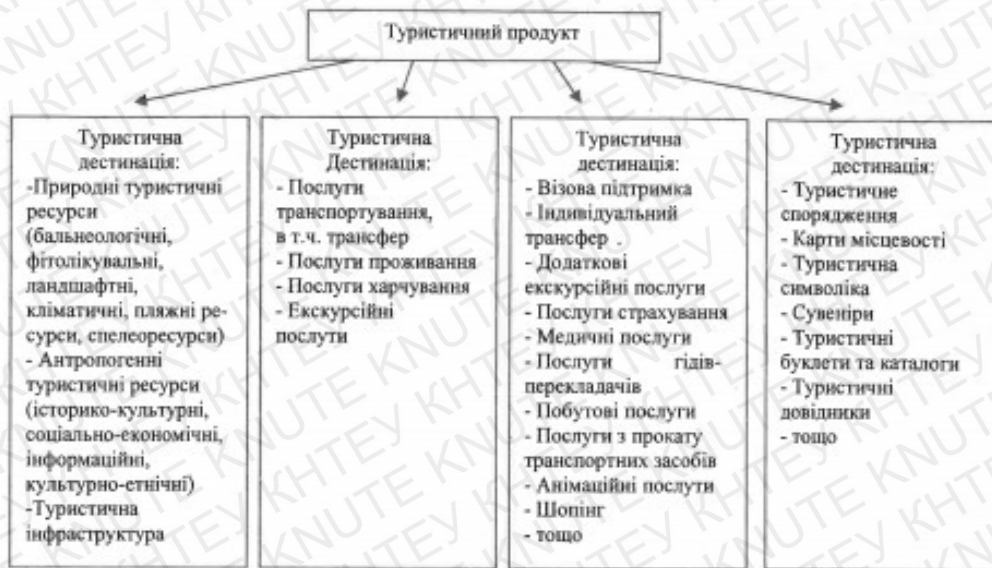 Туристичний продукт
Туристична
дестинація:
-Природні туристичні
ресурси
(бальнеологічні,
фітолікувальні,
ландшафтні,
кліматичні, пляжні ре-
сурси, спелеоресурси)
- Антропогенні
туристичні ресурси
(історико-культурні,
соціально-економічні,
інформаційні,
культурно-етнічні)
-Туристична
інфраструктура
Туристична
Дестинація:
- Послуги
транспортування,
в т.ч. трансфер
- Послуги проживання
- Послуги харчування
- Екскурсійні
послути
Туристична
дестинація:
- Візова підтримка
- Індивідуальний
трансфер .
- Додаткові
екскурсійні послуги
- Послуги страхування
- Медичні послуги
- Послуги гідів-
перекладачів
- Побутові послуги
- Послуги з прокату
транспортних засобів
- Анімаційні послути
- Шопінг
- тощо
Туристична
дестинація:
- Туристичне
спорядження
- Карти місцевості
- Туристична
символіка
- Сувеніри
- Туристичні
буклети та каталоги
- Туристичні
довідники
- тощо
KHTEY KNUTE